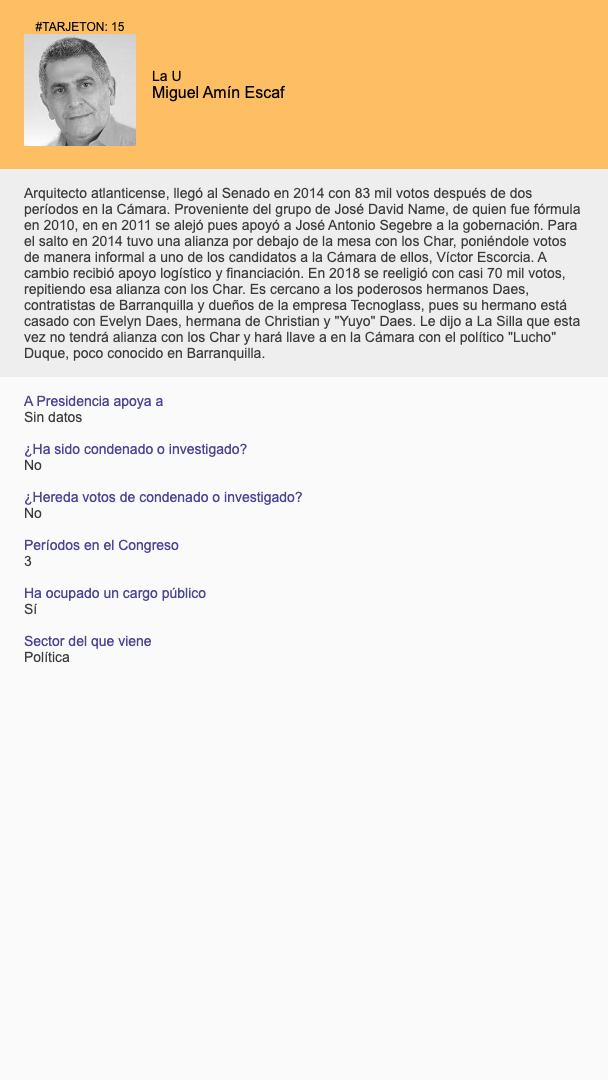 #TARJETON: 15
La U
Miguel Amín Escaf
Arquitecto atlanticense, llegó al Senado en 2014 con 83 mil votos después de dos
períodos en la Cámara. Proveniente del grupo de José David Name, de quien fue fórmula
en 2010, en en 2011 se alejó pues apoyó a José Antonio Segebre a la gobernación. Para
el salto en 2014 tuvo una alianza por debajo de la mesa con los Char, poniéndole votos
de manera informal a uno de los candidatos a la Cámara de ellos, Víctor Escorcia. A
cambio recibió apoyo logístico y financiación. En 2018 se reeligió con casi 70 mil votos,
repitiendo esa alianza con los Char. Es cercano a los poderosos hermanos Daes,
contratistas de Barranquilla y dueños de la empresa Tecnoglass, pues su hermano está
casado con Evelyn Daes, hermana de Christian y "Yuyo" Daes. Le dijo a La Silla que esta
vez no tendrá alianza con los Char y hará llave a en la Cámara con el político "Lucho"
Duque, poco conocido en Barranquilla.
A Presidencia apoya a
Sin datos
¿Ha sido condenado o investigado?
No
¿Hereda votos de condenado o investigado?
No
Períodos en el Congreso
3
Ha ocupado un cargo público
Sí
Sector del que viene
Política